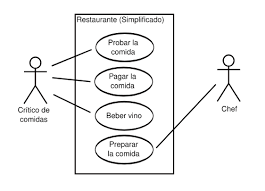 Restaurante (Simplificado)
Probar la
comida
Pagar la
comida
Beber vino
Preparar
la comida
Crítico de
comidas
Chef